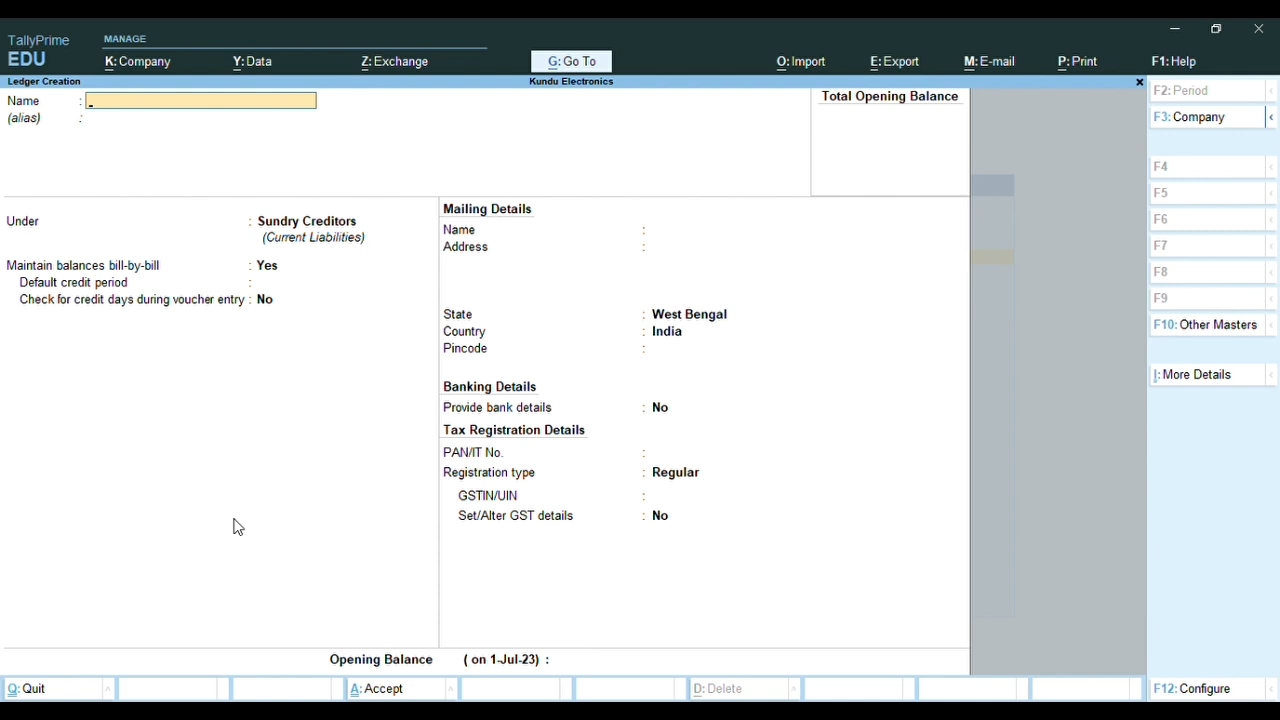 TallyPrime
EDU
MANAGE
K: Company
Y: Data
Z: Exchange
G: Go To
O: Import
E: Export
M: E-mail
P: Print
F1: Help
Ledger Creation
Kundu Electronics
Name :
(alias) :
Total Opening Balance
Under : Sundry Creditors
(Current Liabilities)
Maintain balances bill-by-bill : Yes
Default credit period :
Check for credit days during voucher entry : No
Mailing Details
Name :
Address :
State : West Bengal
Country : India
Pincode :
Banking Details
Provide bank details : No
Tax Registration Details
PAN/IT No. :
Registration type : Regular
GSTIN/UIN :
Set/Alter GST details : No
Opening Balance ( on 1-Jul-23) :
F2: Period
F3: Company
F4
F5
F6
F7
F8
F9
F10: Other Masters
I: More Details
Q: Quit
A: Accept
D: Delete
F12: Configure